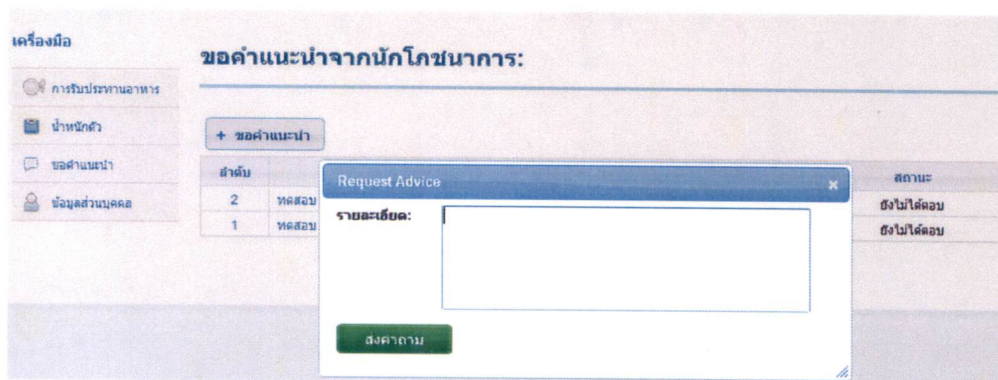 เครื่องมือ
ขอคำแนะนำจากนักโภชนาการ:
การรับประทานอาหาร
น้ำหนักตัว
+ ขอคำแนะนำ
ขอคำแนะนำ
ข้อมูลส่วนบุคคล
ลำดับ สถานะ
2 ทดสอบ ยังไม่ได้ตอบ
1 ทดสอบ ยังไม่ได้ตอบ
Request Advice ×
รายละเอียด:
ส่งคำถาม